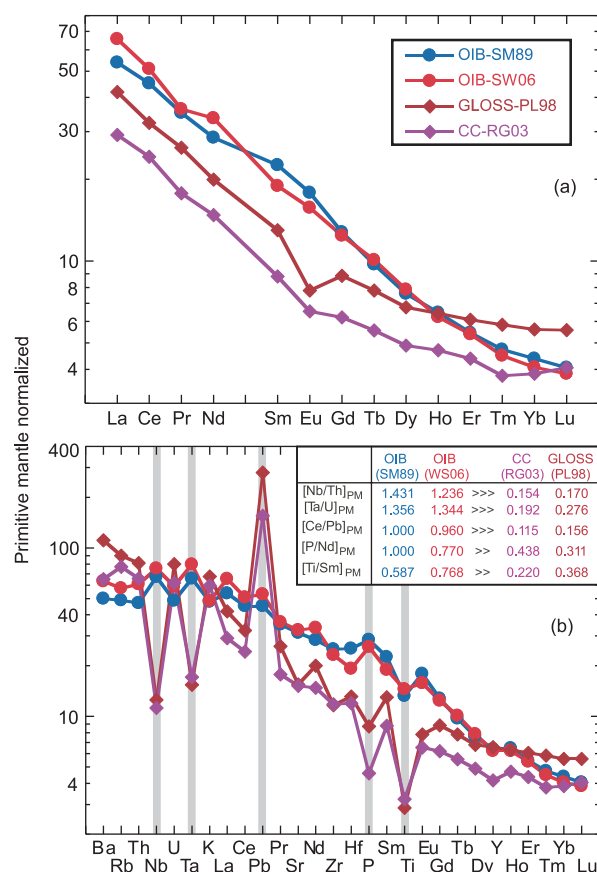 70
50
30
10
8
6
4
OIB-SM89
OIB-SW06
GLOSS-PL98
CC-RG03
(a)
La Ce Pr Nd Sm Eu Gd Tb Dy Ho Er Tm Yb Lu
Primitive mantle normalized
400
100
40
10
4
OIB OIB CC GLOSS
(SM89) (WS06) (RG03) (PL98)
[Nb/Th]PM 1.431 1.236 >>> 0.154 0.170
[Ta/U]PM 1.356 1.344 >>> 0.192 0.276
[Ce/Pb]PM 1.000 0.960 >>> 0.115 0.156
[P/Nd]PM 1.000 0.770 >> 0.438 0.311
[Ti/Sm]PM 0.587 0.768 >> 0.220 0.368
(b)
Ba Th U K Ce Pr Nd Hf Sm Eu Tb Y Er Yb
Rb Nb Ta La Pb Sr Zr P Ti Gd Dy Ho Tm Lu